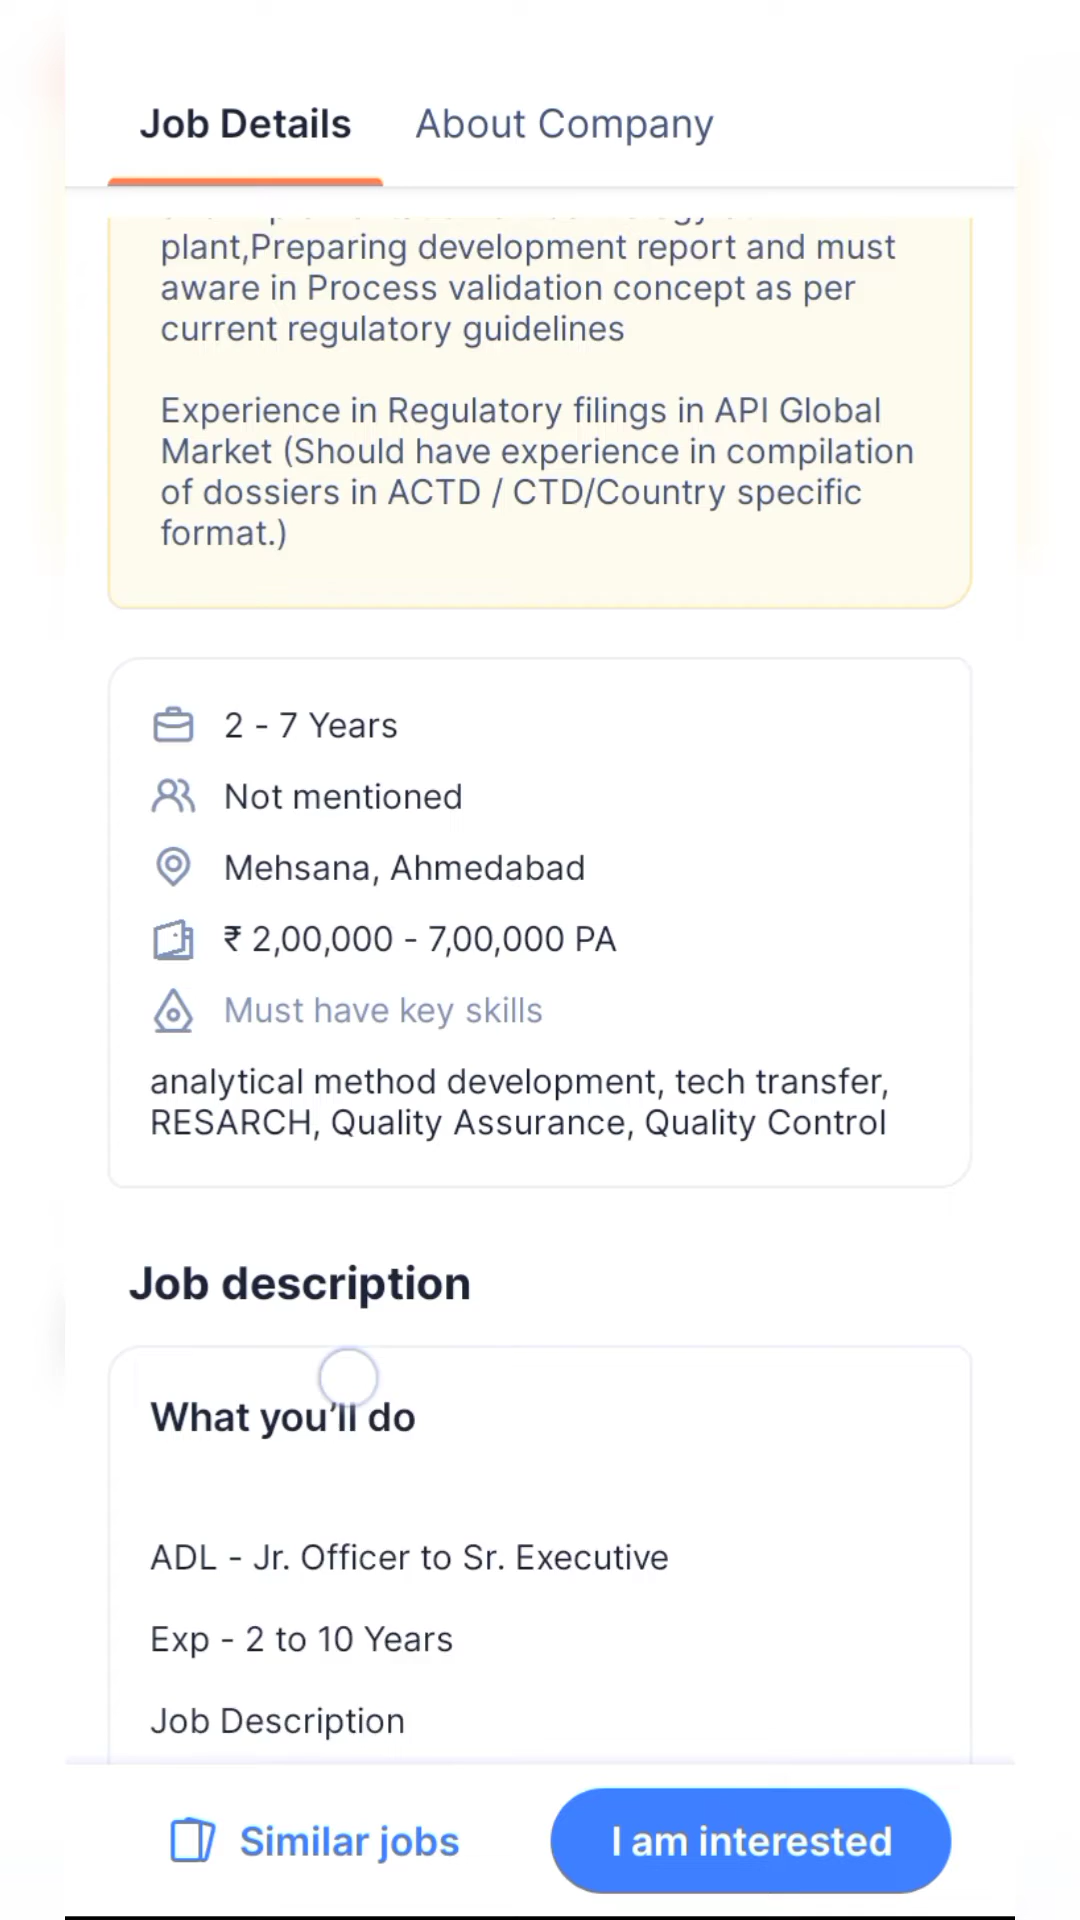 Job Details About Company
plant,Preparing development report and must
aware in Process validation concept as per
current regulatory guidelines
Experience in Regulatory filings in API Global
Market (Should have experience in compilation
of dossiers in ACTD / CTD/Country specific
format.)
2 - 7 Years
Not mentioned
Mehsana, Ahmedabad
₹ 2,00,000 - 7,00,000 PA
Must have key skills
analytical method development, tech transfer,
RESARCH, Quality Assurance, Quality Control
Job description
What you’ll do
ADL - Jr. Officer to Sr. Executive
Exp - 2 to 10 Years
Job Description
Similar jobs I am interested